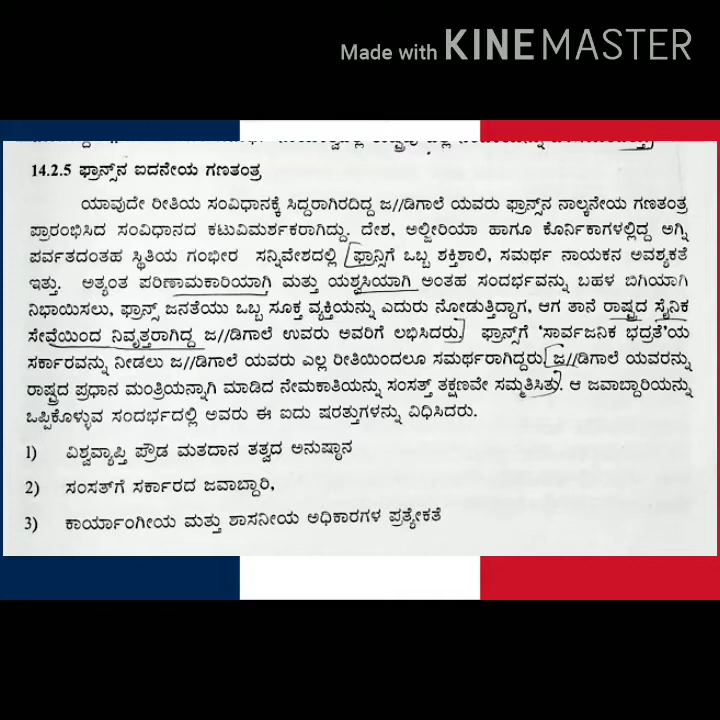 Made with KINEMASTER
14.2.5 ಫ್ರಾನ್ಸ್‌ನ ಐದನೇಯ ಗಣತಂತ್ರ
ಯಾವುದೇ ರೀತಿಯ ಸಂವಿಧಾನಕ್ಕೆ ಸಿದ್ದರಾಗಿರದಿದ್ದ ಜ//ಡಿಗಾಲೆ ಯವರು ಫ್ರಾನ್ಸ್‌ನ ನಾಲ್ಕನೇಯ ಗಣತಂತ್ರ
ಪ್ರಾರಂಭಿಸಿದ ಸಂವಿಧಾನದ ಕಟುವಿಮರ್ಶಕರಾಗಿದ್ದು. ದೇಶ, ಅಲ್ಜೀರಿಯಾ ಹಾಗೂ ಕೊರ್ನಿಕಾಗಳಲ್ಲಿದ್ದ ಅಗ್ನಿ
ಪರ್ವತದಂತಹ ಸ್ಥಿತಿಯ ಗಂಭೀರ ಸನ್ನಿವೇಶದಲ್ಲಿ ಫ್ರಾನ್ಸಿಗೆ ಒಬ್ಬ ಶಕ್ತಿಶಾಲಿ, ಸಮರ್ಥ ನಾಯಕನ ಅವಶ್ಯಕತೆ
ಇತ್ತು. ಅತ್ಯಂತ ಪರಿಣಾಮಕಾರಿಯಾಗಿ ಮತ್ತು ಯಶಸ್ವಿಯಾಗಿ ಅಂತಹ ಸಂದರ್ಭವನ್ನು ಬಹಳ ಬಿಗಿಯಾಗಿ
ನಿಭಾಯಿಸಲು, ಫ್ರಾನ್ಸ್ ಜನತೆಯು ಒಬ್ಬ ಸೂಕ್ತ ವ್ಯಕ್ತಿಯನ್ನು ಎದುರು ನೋಡುತ್ತಿದ್ದಾಗ, ಆಗ ತಾನೆ ರಾಷ್ಟ್ರದ ಸೈನಿಕ
ಸೇವೆಯಿಂದ ನಿವೃತ್ತರಾಗಿದ್ದ ಜ//ಡಿಗಾಲೆ ಉವರು ಅವರಿಗೆ ಲಭಿಸಿದರು. ಫ್ರಾನ್ಸ್‌ಗೆ 'ಸಾರ್ವಜನಿಕ ಭದ್ರತೆ'ಯ
ಸರ್ಕಾರವನ್ನು ನೀಡಲು ಜ//ಡಿಗಾಲೆ ಯವರು ಎಲ್ಲ ರೀತಿಯಿಂದಲೂ ಸಮರ್ಥರಾಗಿದ್ದರು. ಜ//ಡಿಗಾಲೆ ಯವರನ್ನು
ರಾಷ್ಟ್ರದ ಪ್ರಧಾನ ಮಂತ್ರಿಯನ್ನಾಗಿ ಮಾಡಿದ ನೇಮಕಾತಿಯನ್ನು ಸಂಸತ್ತ್ ತಕ್ಷಣವೇ ಸಮ್ಮತಿಸಿತು. ಆ ಜವಾಬ್ದಾರಿಯನ್ನು
ಒಪ್ಪಿಕೊಳ್ಳುವ ಸಂದರ್ಭದಲ್ಲಿ ಅವರು ಈ ಐದು ಷರತ್ತುಗಳನ್ನು ವಿಧಿಸಿದರು.
1) ವಿಶ್ವವ್ಯಾಪ್ತಿ ಪ್ರೌಡ ಮತದಾನ ತತ್ವದ ಅನುಷ್ಠಾನ
2) ಸಂಸತ್‌ಗೆ ಸರ್ಕಾರದ ಜವಾಬ್ದಾರಿ,
3) ಕಾರ್ಯಾಂಗೀಯ ಮತ್ತು ಶಾಸನೀಯ ಅಧಿಕಾರಗಳ ಪ್ರತ್ಯೇಕತೆ